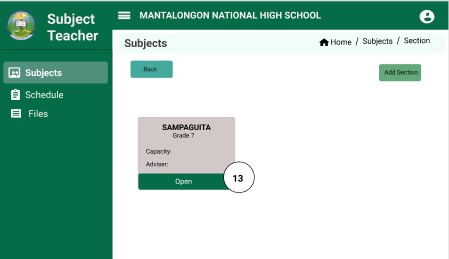 Subject
Teacher
MANTALONGON NATIONAL HIGH SCHOOL
Subjects
Home / Subjects / Section
Subjects
Schedule
Files
Back
Add Section
SAMPAGUITA
Grade 7
Capacity:
Adviser:
Open
13